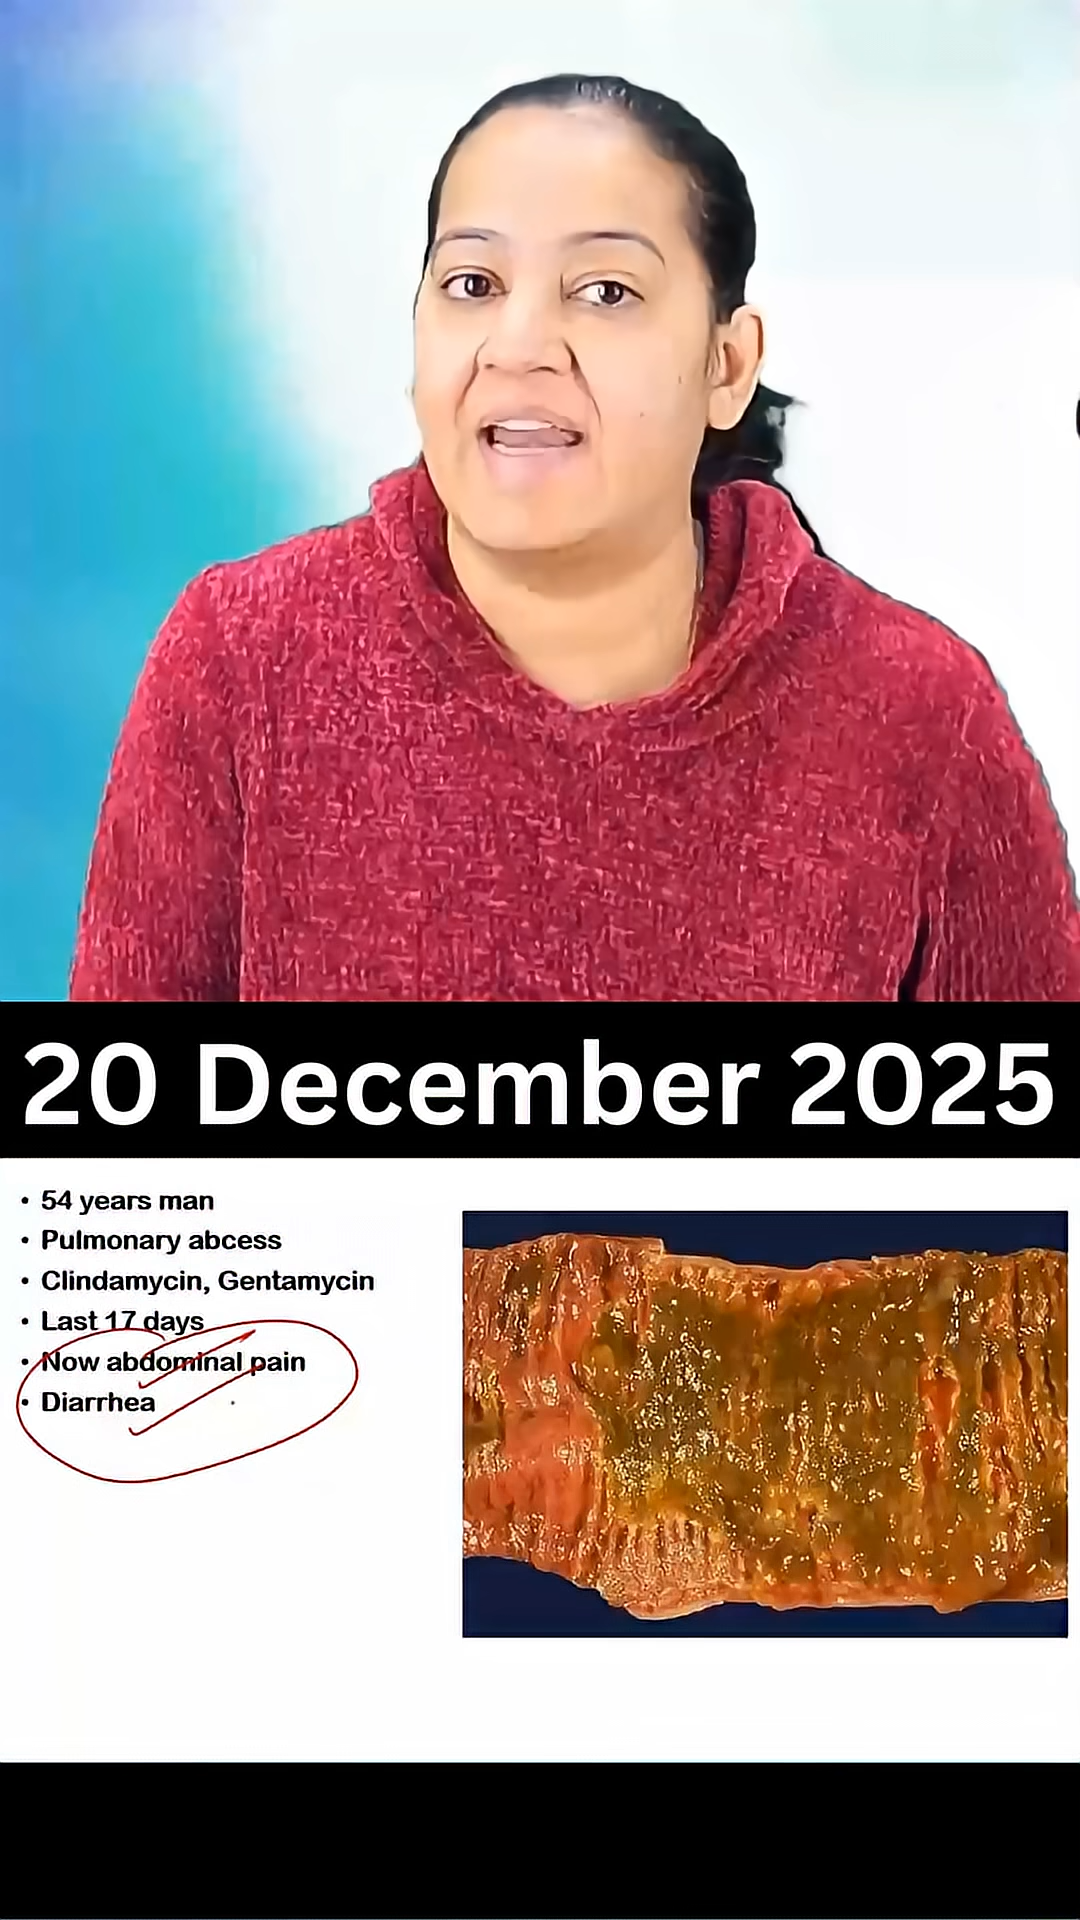 20 December 2025
• 54 years man
• Pulmonary abcess
• Clindamycin, Gentamycin
• Last 17 days
• Now abdominal pain
• Diarrhea